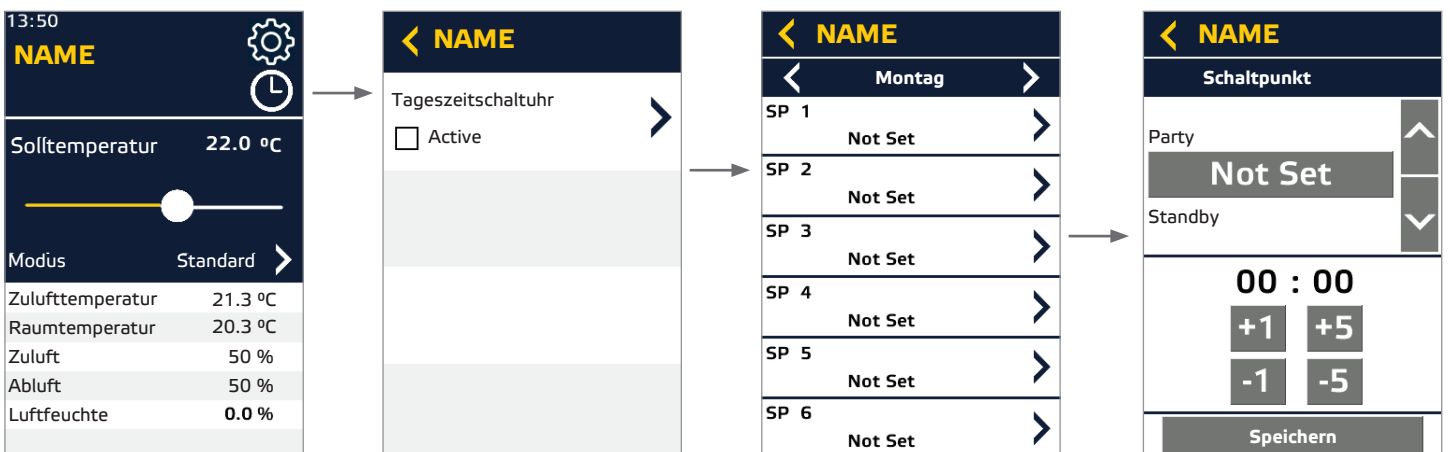 13:50
NAME
Solltemperatur 22.0 ºC
Modus Standard
Zulufttemperatur 21.3 ºC
Raumtemperatur 20.3 ºC
Zuluft 50 %
Abluft 50 %
Luftfeuchte 0.0 %
NAME
Tageszeitschaltuhr
Active
NAME
Montag
SP 1
Not Set
SP 2
Not Set
SP 3
Not Set
SP 4
Not Set
SP 5
Not Set
SP 6
Not Set
NAME
Schaltpunkt
Party
Not Set
Standby
00 : 00
+1 +5
-1 -5
Speichern